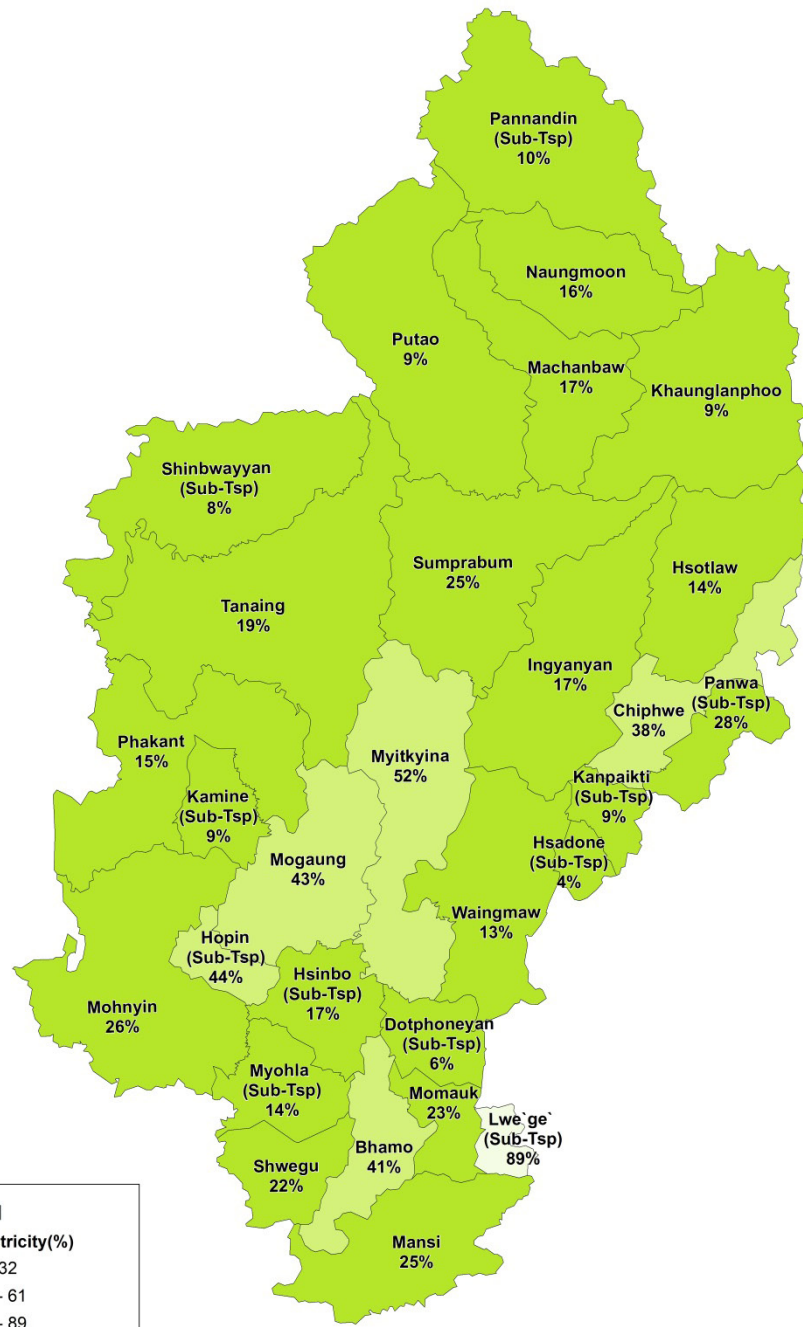 Pannandin
(Sub-Tsp)
10%
Naungmoon
16%
Putao
9%
Machanbaw
17%
Khaunglanphoo
9%
Shinbwayyan
(Sub-Tsp)
8%
Sumprabum
25%
Hsotlaw
14%
Tanaing
19%
Ingyanyan
17%
Panwa
(Sub-Tsp)
28%
Chiphwe
38%
Phakant
15%
Myitkyina
52%
Kanpaikti
(Sub-Tsp)
9%
Kamine
(Sub-Tsp)
9%
Hsadone
(Sub-Tsp)
4%
Mogaung
43%
Waingmaw
13%
Hopin
(Sub-Tsp)
44%
Hsinbo
(Sub-Tsp)
17%
Mohnyin
26%
Dotphoneyan
(Sub-Tsp)
6%
Myohla
(Sub-Tsp)
14%
Momauk
23%
Lwe`ge`
(Sub-Tsp)
89%
Bhamo
41%
Shwegu
22%
Mansi
25%
tricity(%)
32
- 61
- 89